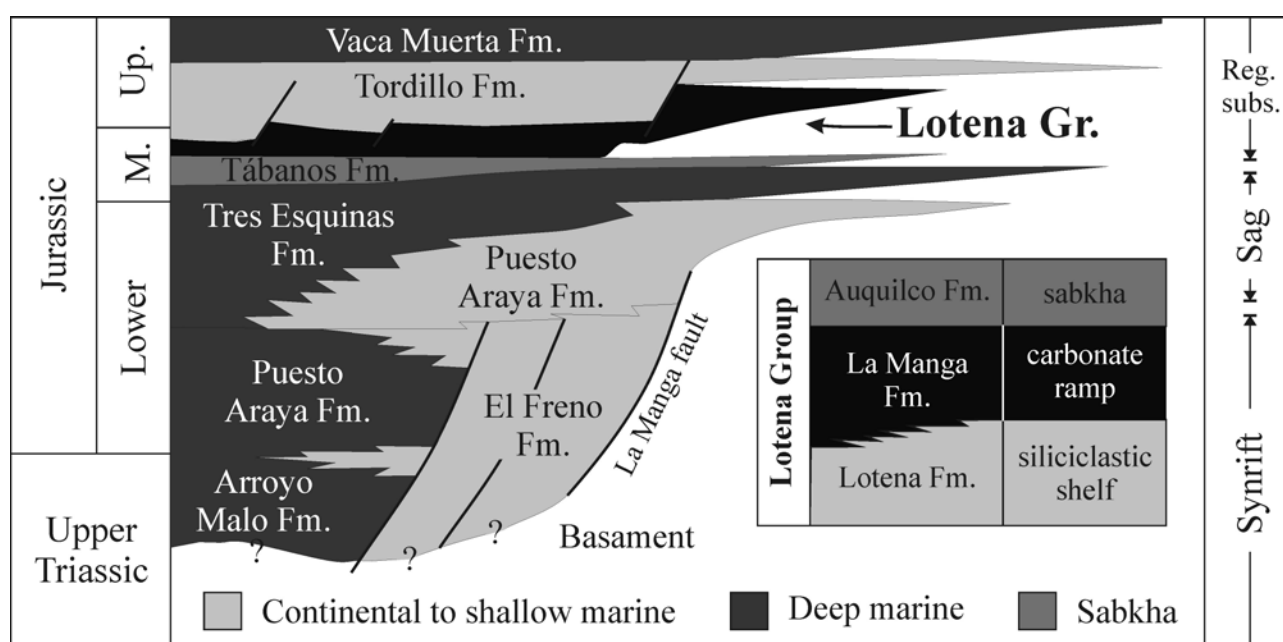 Vaca Muerta Fm.
Up.
Tordillo Fm.
Reg.
subs.
Lotena Gr.
M.
Tábanos Fm.
Jurassic
Tres Esquinas
Fm.
Sag
Puesto
Araya Fm.
Lower
Puesto
Araya Fm.
El Freno
Fm.
La Manga fault
Arroyo
Malo Fm.
Upper
Triassic
?
?
?
Basament
Synrift
Lotena Group
Auquilco Fm.
sabkha
La Manga
Fm.
carbonate
ramp
Lotena Fm.
siliciclastic
shelf
Continental to shallow marine
Deep marine
Sabkha